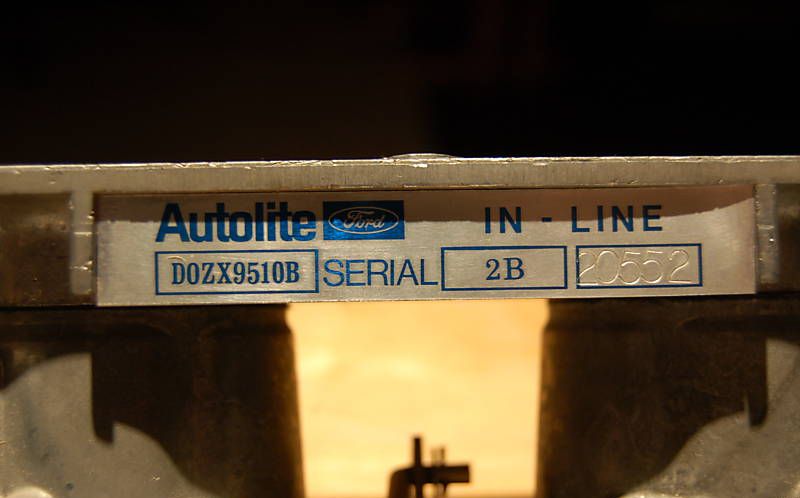 Autolite Ford IN - LINE
D0ZX9510B SERIAL 2B 20552